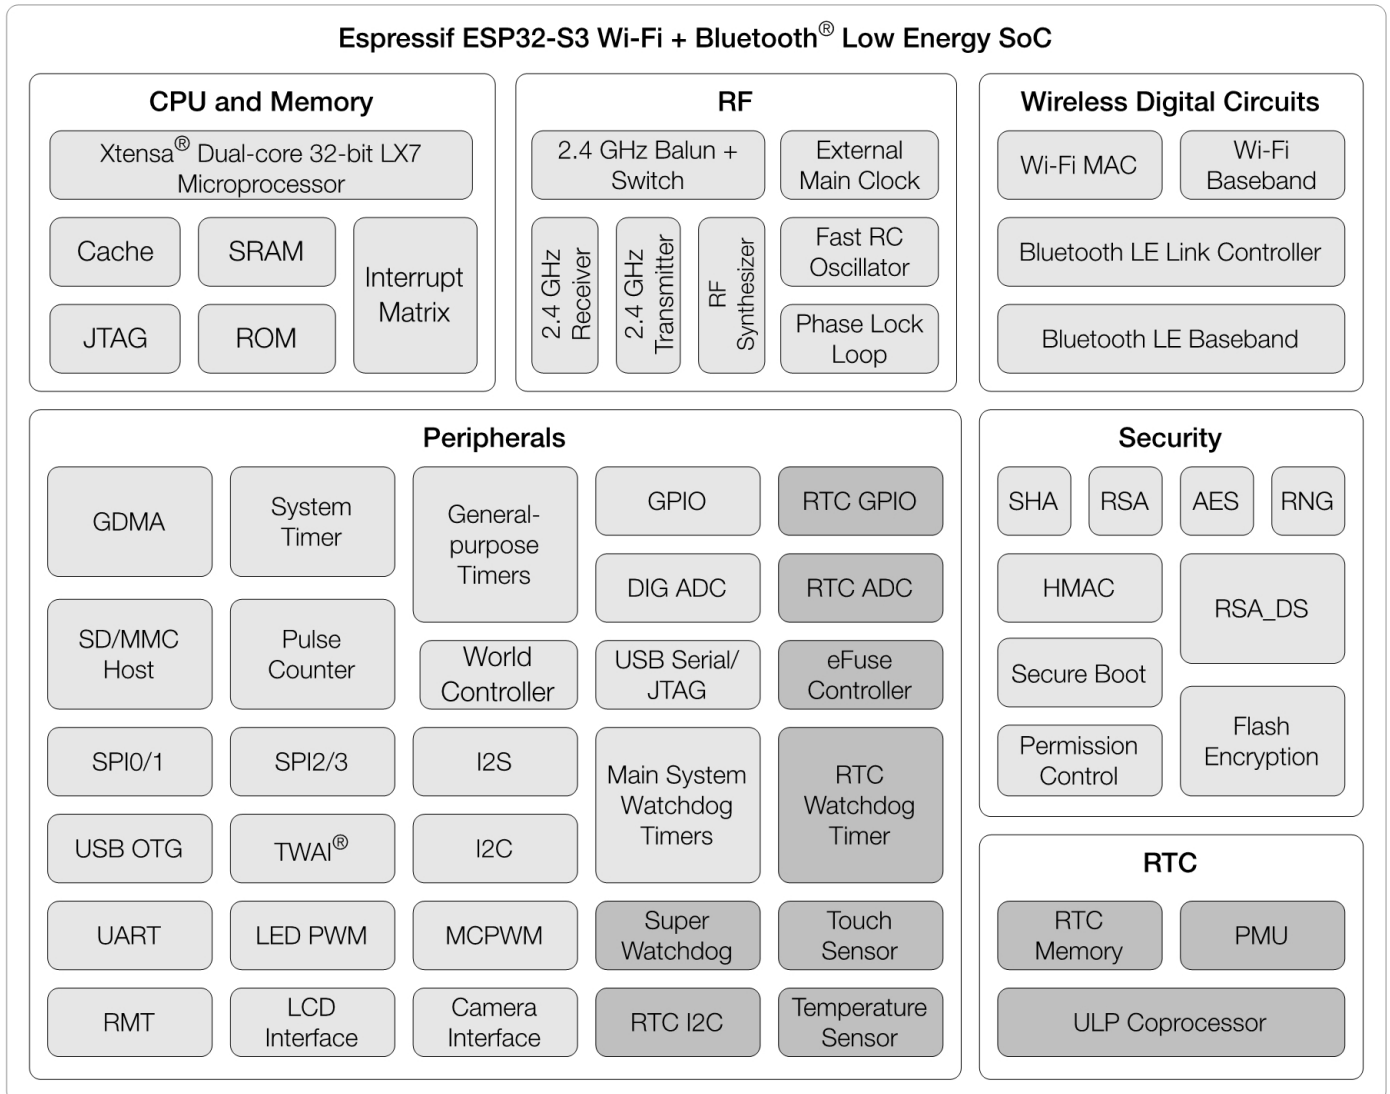 Espressif ESP32-S3 Wi-Fi + Bluetooth® Low Energy SoC
CPU and Memory
Xtensa® Dual-core 32-bit LX7
Microprocessor
Cache
SRAM
Interrupt
Matrix
JTAG
ROM
RF
2.4 GHz Balun +
Switch
External
Main Clock
2.4 GHz
Receiver
2.4 GHz
Transmitter
RF
Synthesizer
Fast RC
Oscillator
Phase Lock
Loop
Wireless Digital Circuits
Wi-Fi MAC
Wi-Fi
Baseband
Bluetooth LE Link Controller
Bluetooth LE Baseband
Peripherals
GDMA
System
Timer
General-
purpose
Timers
GPIO
RTC GPIO
DIG ADC
RTC ADC
SD/MMC
Host
Pulse
Counter
World
Controller
USB Serial/
JTAG
eFuse
Controller
SPI0/1
SPI2/3
I2S
Main System
Watchdog
Timers
RTC
Watchdog
Timer
USB OTG
TWAI®
I2C
UART
LED PWM
MCPWM
Super
Watchdog
Touch
Sensor
RMT
LCD
Interface
Camera
Interface
RTC I2C
Temperature
Sensor
Security
SHA
RSA
AES
RNG
HMAC
RSA_DS
Secure Boot
Flash
Encryption
Permission
Control
RTC
RTC
Memory
PMU
ULP Coprocessor